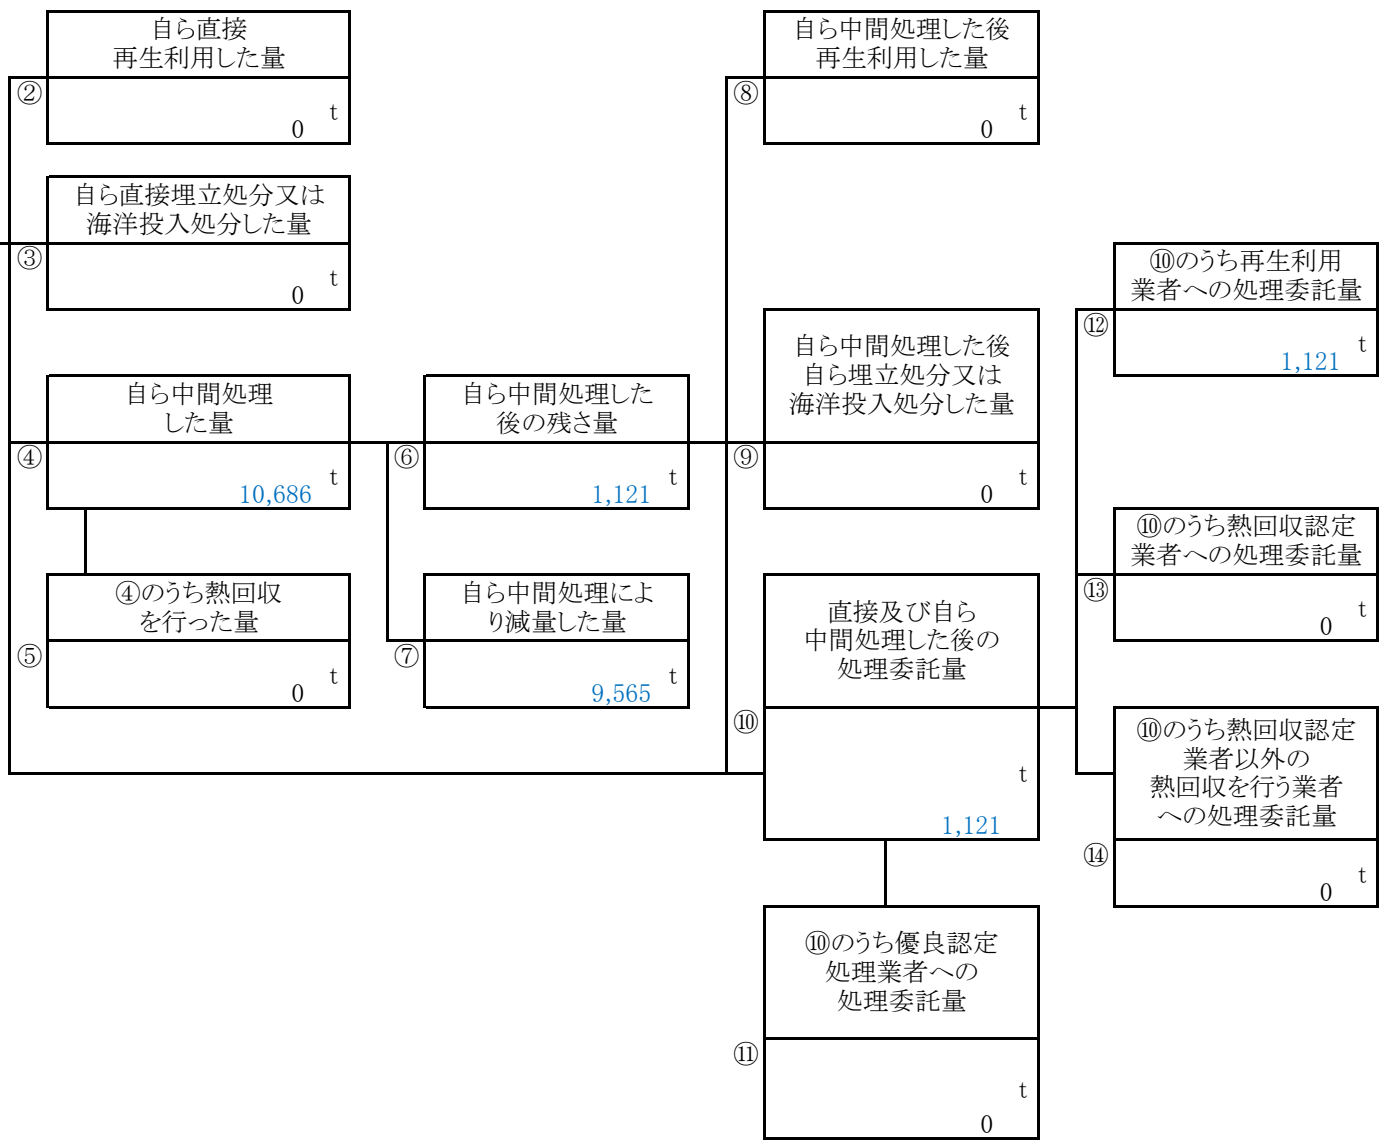 自ら直接
再生利用した量
②
t
0
自ら直接埋立処分又は
海洋投入処分した量
③
t
0
自ら中間処理
した量
④
t
10,686
④のうち熱回収
を行った量
⑤
t
0
自ら中間処理した
後の残さ量
⑥
t
1,121
自ら中間処理によ
り減量した量
⑦
t
9,565
自ら中間処理した後
再生利用した量
⑧
t
0
自ら中間処理した後
自ら埋立処分又は
海洋投入処分した量
⑨
t
0
直接及び自ら
中間処理した後の
処理委託量
⑩
t
1,121
⑩のうち優良認定
処理業者への
処理委託量
⑪
t
0
⑩のうち再生利用
業者への処理委託量
⑫
t
1,121
⑩のうち熱回収認定
業者への処理委託量
⑬
t
0
⑩のうち熱回収認定
業者以外の
熱回収を行う業者
への処理委託量
⑭
t
0